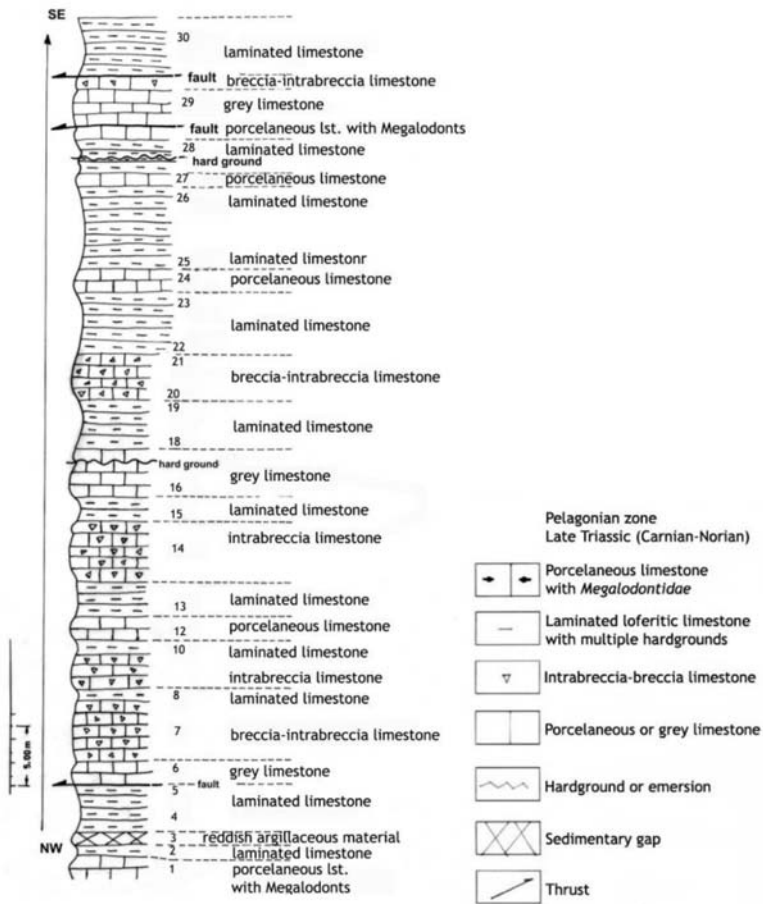 SE
30
laminated limestone
fault breccia-intrabreccia limestone
29
grey limestone
fault porcelaneous lst. with Megalodonts
28
laminated limestone
hard ground
27 porcelaneous limestone
26
laminated limestone
25 laminated limestonr
24
porcelaneous limestone
23
laminated limestone
22
21
breccia-intrabreccia limestone
20
19
laminated limestone
18
hard ground
grey limestone
16
15 laminated limestone
intrabreccia limestone
14
laminated limestone
13
12 porcelaneous limestone
10 laminated limestone
intrabreccia limestone
8 laminated limestone
7 breccia-intrabreccia limestone
6 grey limestone
fault
5
laminated limestone
4
3 reddish argillaceous material
NW
2 laminated limestone
1 porcelaneous lst.
with Megalodonts
5.00m
Pelagonian zone
Late Triassic (Carnian-Norian)
Porcelaneous limestone
with Megalodontidae
Laminated loferitic limestone
with multiple hardgrounds
Intrabreccia-breccia limestone
Porcelaneous or grey limestone
Hardground or emersion
Sedimentary gap
Thrust